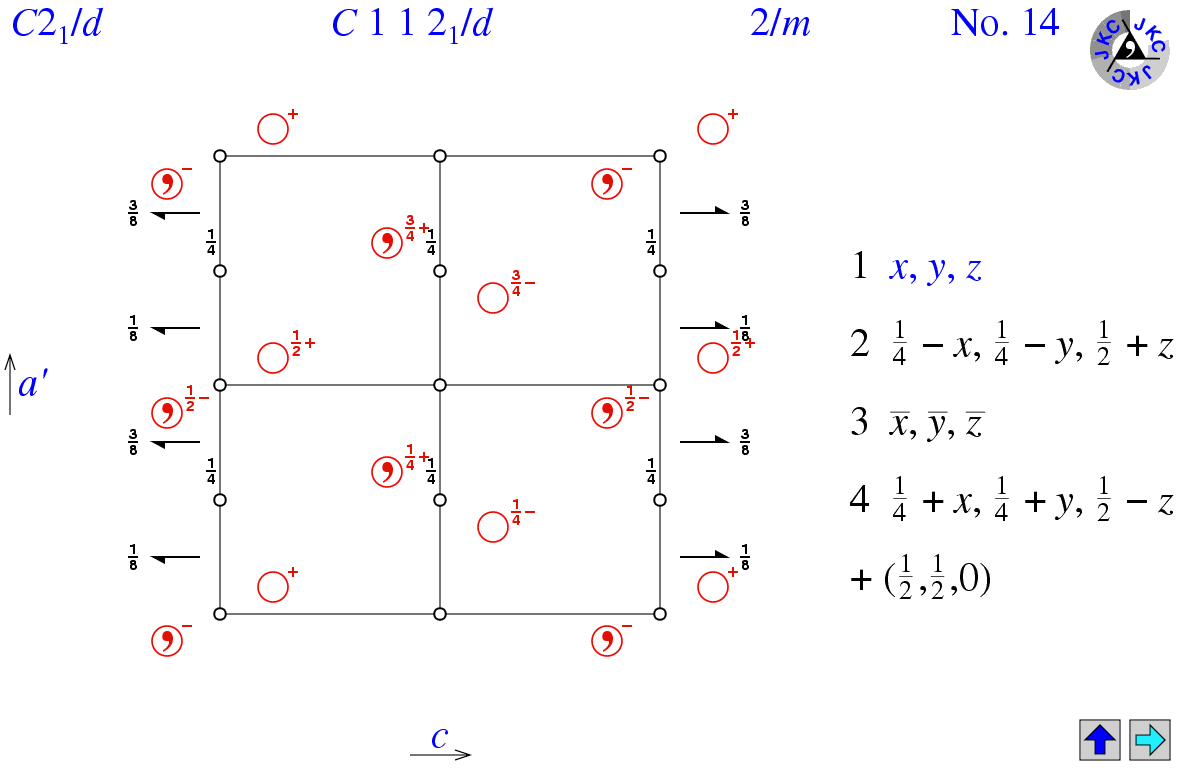 C2₁/d C 1 1 2₁/d 2/m No. 14
JKC JKC JKC
+ +
− −
3/8 3/8
3/4+
1/4 1/4 1/4
3/4−
1/8 1/8
1/2+ 1/2+
a′
1/2− 1/2−
3/8 3/8
1/4+
1/4 1/4 1/4
1/4−
1/8 1/8
+ +
− −
c
1 x, y, z
2 1/4 − x, 1/4 − y, 1/2 + z
3 x̅, y̅, z̅
4 1/4 + x, 1/4 + y, 1/2 − z
+ (1/2,1/2,0)